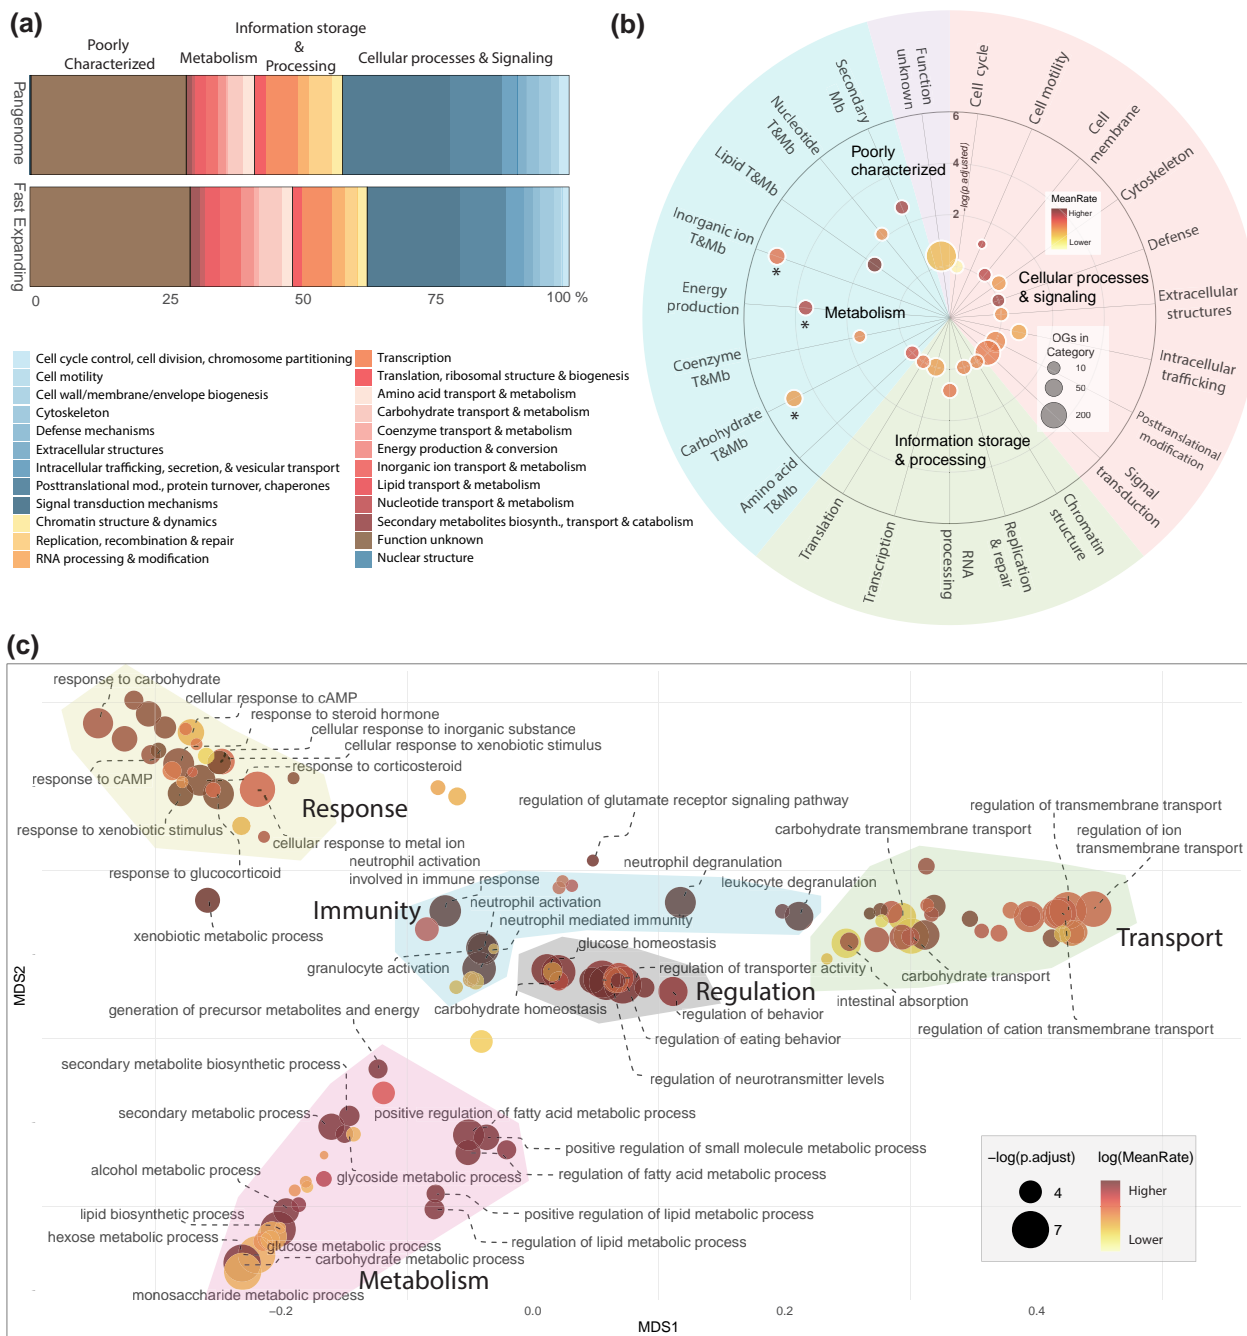 (a)
Poorly
Characterized
Metabolism
Information storage
&
Processing
Cellular processes & Signaling
Pangenome
Fast Expanding
0
25
50
75
100 %
Cell cycle control, cell division, chromosome partitioning
Cell motility
Cell wall/membrane/envelope biogenesis
Cytoskeleton
Defense mechanisms
Extracellular structures
Intracellular trafficking, secretion, & vesicular transport
Posttranslational mod., protein turnover, chaperones
Signal transduction mechanisms
Chromatin structure & dynamics
Replication, recombination & repair
RNA processing & modification
Transcription
Translation, ribosomal structure & biogenesis
Amino acid transport & metabolism
Carbohydrate transport & metabolism
Coenzyme transport & metabolism
Energy production & conversion
Inorganic ion transport & metabolism
Lipid transport & metabolism
Nucleotide transport & metabolism
Secondary metabolites biosynth., transport & catabolism
Function unknown
Nuclear structure
(b)
Function
unknown
Cell cycle
Cell motility
Cell
membrane
Cytoskeleton
Defense
Extracellular
structures
Intracellular
trafficking
Posttranslational
modification
Signal
transduction
Chromatin
structure
Replication
& repair
RNA
processing
Transcription
Translation
Amino acid
T&Mb
Carbohydrate
T&Mb
Coenzyme
T&Mb
Energy
production
Inorganic ion
T&Mb
Lipid T&Mb
Nucleotide
T&Mb
Secondary
Mb
6
4
2
-log(p adjusted)
Poorly
characterized
Cellular processes
& signaling
Metabolism
Information storage
& processing
MeanRate
Higher
Lower
OGs in
Category
10
50
200
*
*
*
(c)
response to carbohydrate
cellular response to cAMP
response to steroid hormone
cellular response to inorganic substance
cellular response to xenobiotic stimulus
response to corticosteroid
response to cAMP
Response
response to xenobiotic stimulus
cellular response to metal ion
response to glucocorticoid
xenobiotic metabolic process
neutrophil activation
involved in immune response
Immunity
neutrophil activation
neutrophil mediated immunity
granulocyte activation
regulation of glutamate receptor signaling pathway
neutrophil degranulation
leukocyte degranulation
glucose homeostasis
regulation of transporter activity
Regulation
carbohydrate homeostasis
regulation of behavior
regulation of eating behavior
regulation of neurotransmitter levels
regulation of transmembrane transport
carbohydrate transmembrane transport
regulation of ion
transmembrane transport
Transport
carbohydrate transport
intestinal absorption
regulation of cation transmembrane transport
generation of precursor metabolites and energy
secondary metabolite biosynthetic process
secondary metabolic process
positive regulation of fatty acid metabolic process
positive regulation of small molecule metabolic process
alcohol metabolic process
glycoside metabolic process
regulation of fatty acid metabolic process
lipid biosynthetic process
positive regulation of lipid metabolic process
hexose metabolic process
glucose metabolic process
regulation of lipid metabolic process
carbohydrate metabolic process
Metabolism
monosaccharide metabolic process
−log(p.adjust)
4
7
log(MeanRate)
Higher
Lower
MDS2
−0.2
0.0
0.2
0.4
MDS1